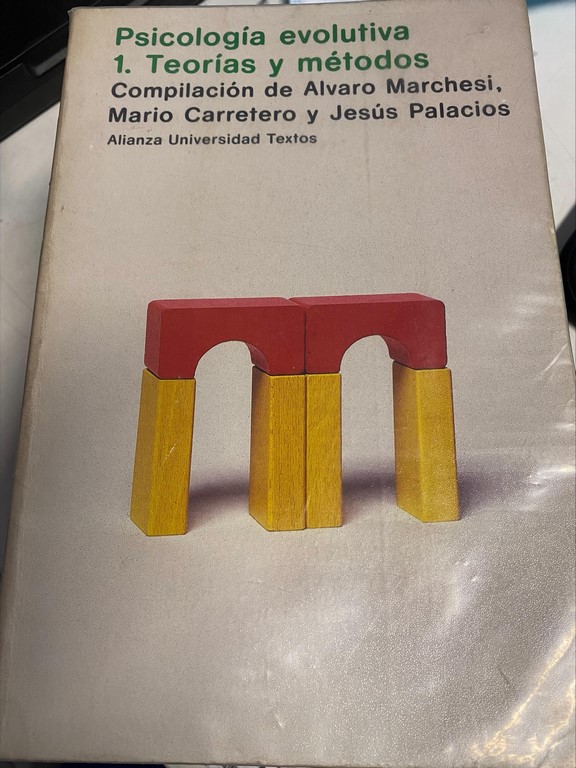 Psicología evolutiva
1. Teorías y métodos
Compilación de Alvaro Marchesi,
Mario Carretero y Jesús Palacios
Alianza Universidad Textos